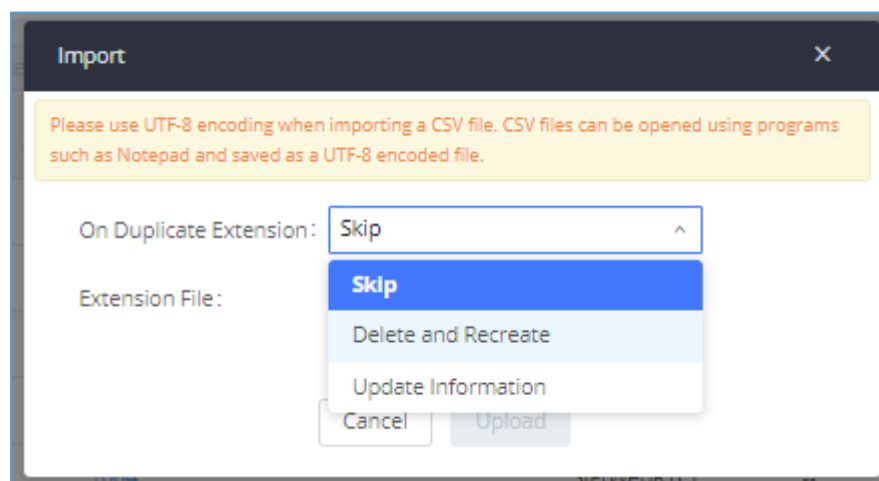 Import
Please use UTF-8 encoding when importing a CSV file. CSV files can be opened using programs
such as Notepad and saved as a UTF-8 encoded file.
On Duplicate Extension: Skip
Skip
Extension File:
Delete and Recreate
Update Information
Cancel Upload